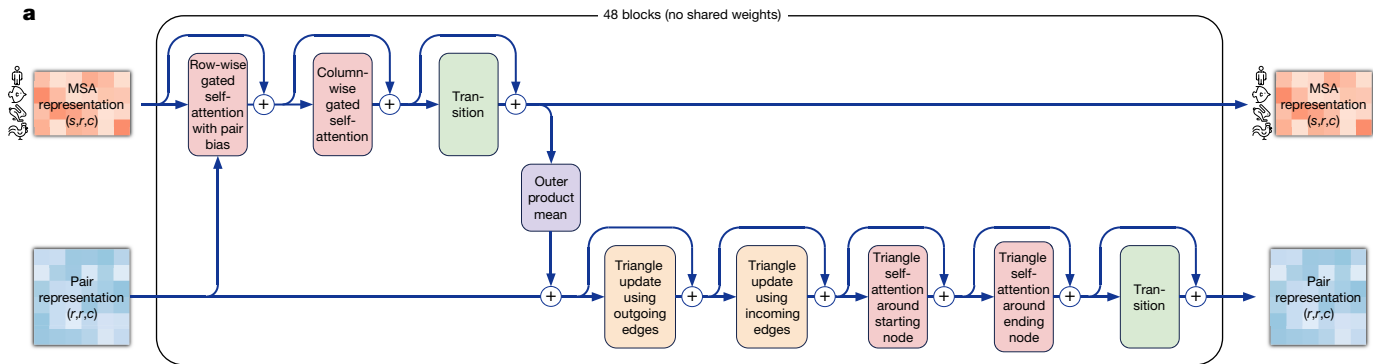 a
48 blocks (no shared weights)
MSA
representation
(s,r,c)
Row-wise
gated
self-
attention
with pair
bias
+
Column-
wise
gated
self-
attention
+
Tran-
sition
+
MSA
representation
(s,r,c)
Outer
product
mean
Pair
representation
(r,r,c)
+
Triangle
update
using
outgoing
edges
+
Triangle
update
using
incoming
edges
+
Triangle
self-
attention
around
starting
node
+
Triangle
self-
attention
around
ending
node
+
Tran-
sition
+
Pair
representation
(r,r,c)